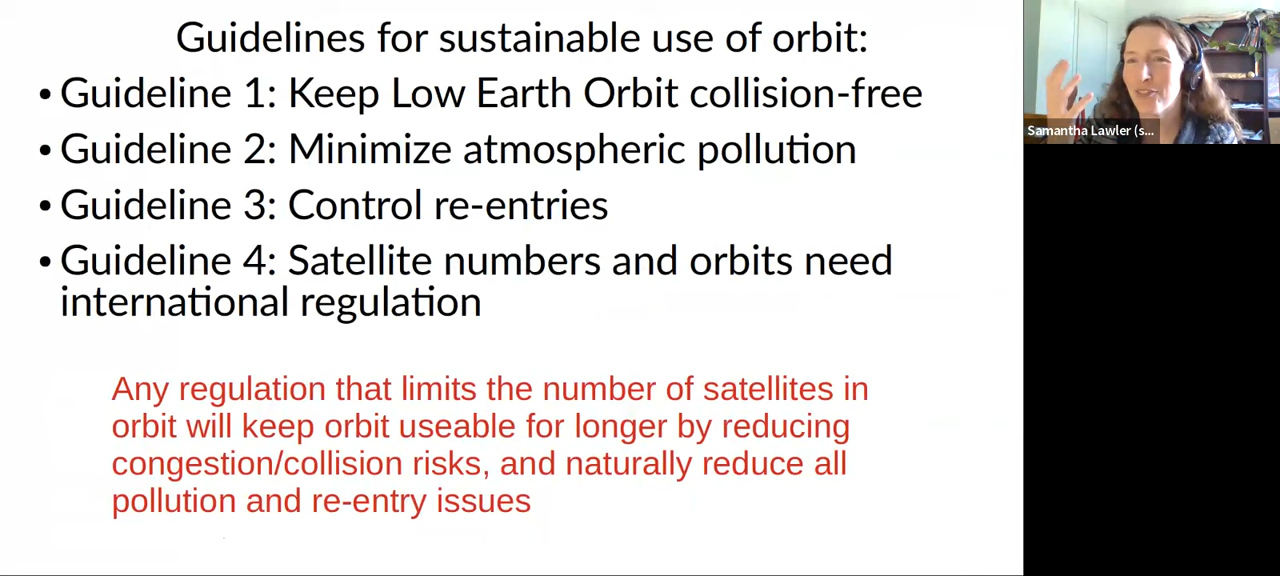 Guidelines for sustainable use of orbit:
• Guideline 1: Keep Low Earth Orbit collision-free
• Guideline 2: Minimize atmospheric pollution
• Guideline 3: Control re-entries
• Guideline 4: Satellite numbers and orbits need
international regulation
Any regulation that limits the number of satellites in
orbit will keep orbit useable for longer by reducing
congestion/collision risks, and naturally reduce all
pollution and re-entry issues
Samantha Lawler (s...